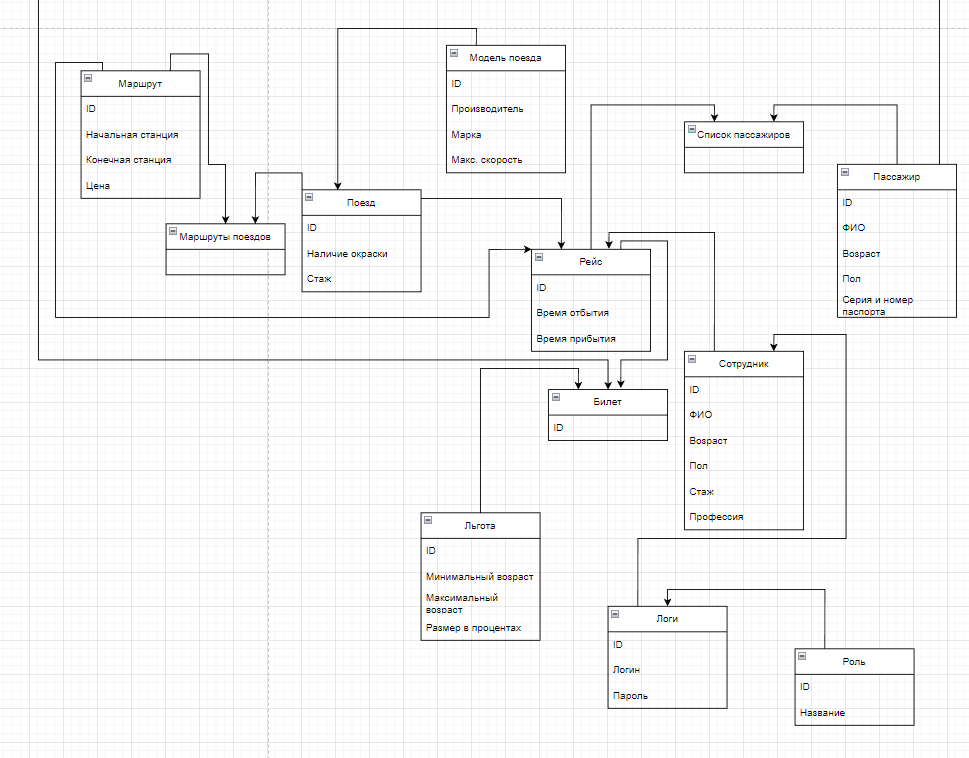 Маршрут
ID
Начальная станция
Конечная станция
Цена
Модель поезда
ID
Производитель
Марка
Макс. скорость
Список пассажиров
Пассажир
ID
ФИО
Возраст
Пол
Серия и номер
паспорта
Маршруты поездов
Поезд
ID
Наличие окраски
Стаж
Рейс
ID
Время отбытия
Время прибытия
Билет
ID
Сотрудник
ID
ФИО
Возраст
Пол
Стаж
Профессия
Льгота
ID
Минимальный возраст
Максимальный
возраст
Размер в процентах
Логи
ID
Логин
Пароль
Роль
ID
Название